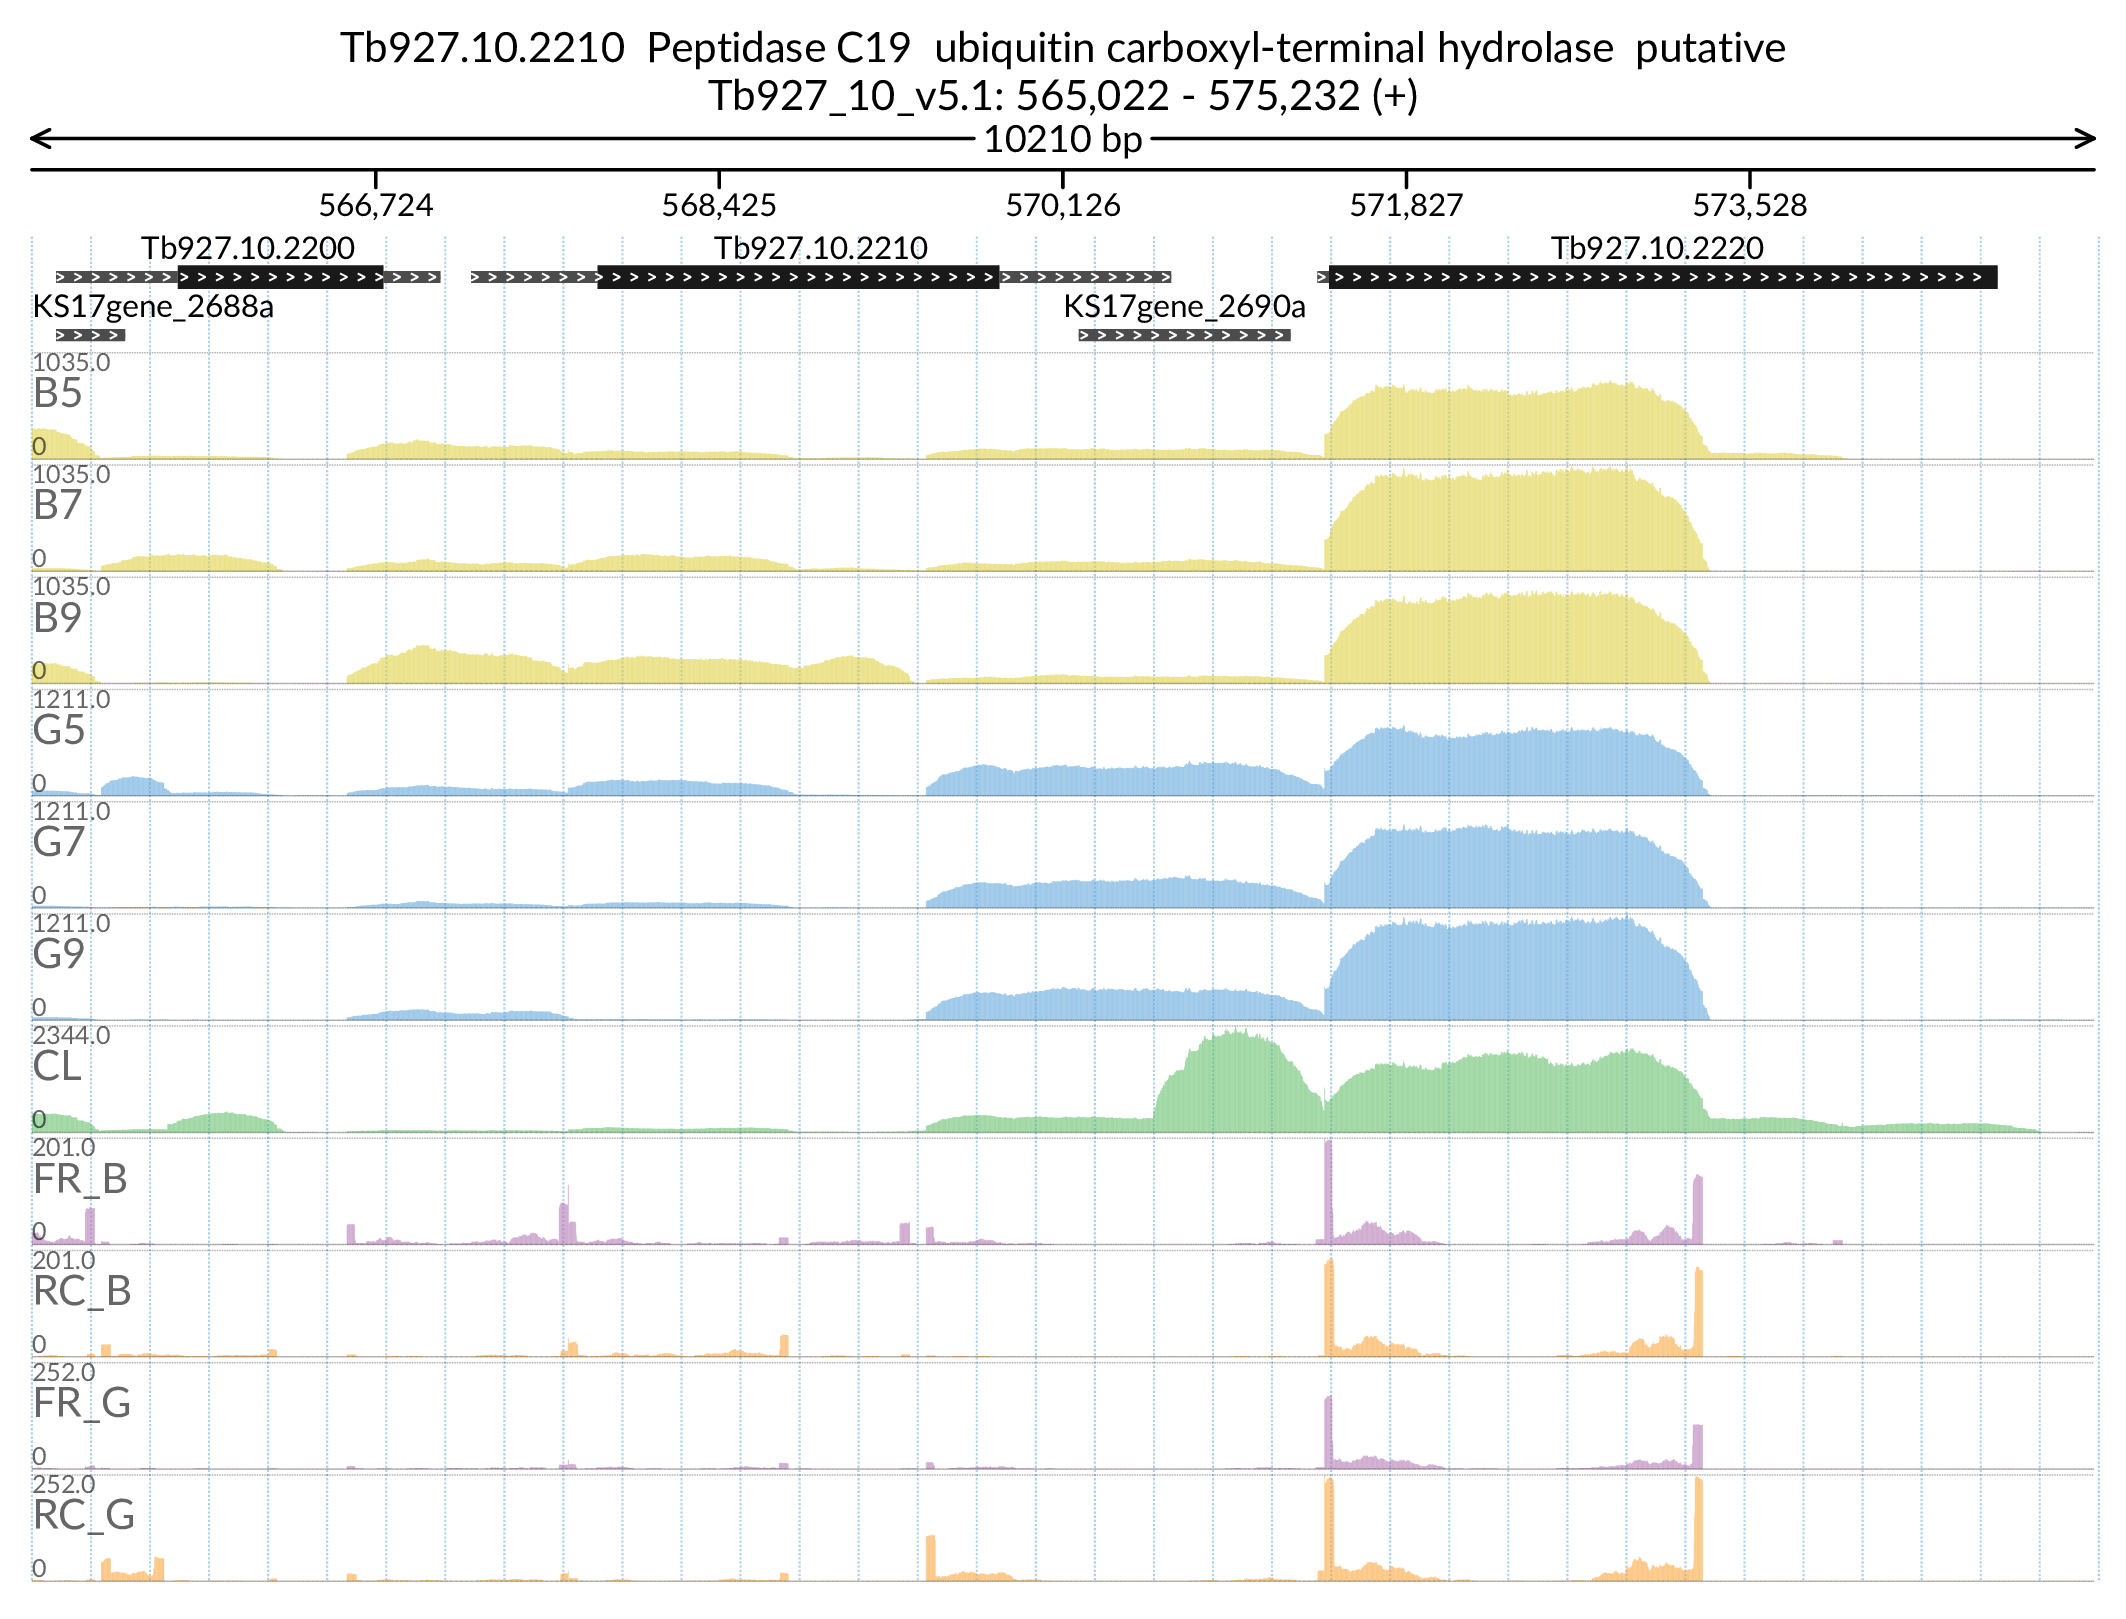 Tb927.10.2210 Peptidase C19 ubiquitin carboxyl-terminal hydrolase putative
Tb927_10_v5.1: 565,022 - 575,232 (+)
10210 bp
566,724 568,425 570,126 571,827 573,528
Tb927.10.2200 Tb927.10.2210 Tb927.10.2220
KS17gene_2688a KS17gene_2690a
1035.0
B5
0
1035.0
B7
0
1035.0
B9
0
1211.0
G5
0
1211.0
G7
0
1211.0
G9
0
2344.0
CL
0
201.0
FR_B
0
201.0
RC_B
0
252.0
FR_G
0
252.0
RC_G
0